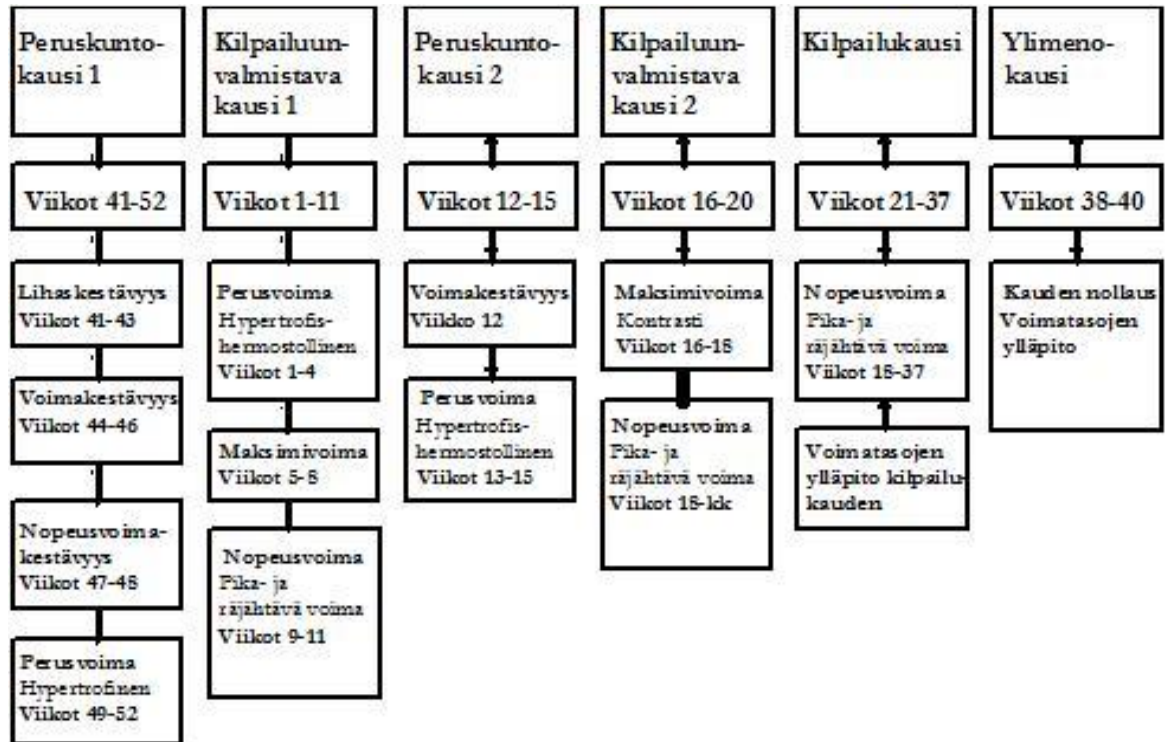 Peruskunto-
kausi 1
Viikot 41-52
Lihaskestävyys
Viikot 41-43
Voimakestävyys
Viikot 44-46
Nopeusvoima-
kestävyys
Viikot 47-48
Perusvoima
Hypertrofinen
Viikot 49-52
Kilpailuun-
valmistava
kausi 1
Viikot 1-11
Perusvoima
Hypertrofis-
hermostollinen
Viikot 1-4
Maksimivoima
Viikot 5-8
Nopeusvoima
Pika- ja
räjähtävä voima
Viikot 9-11
Peruskunto-
kausi 2
Viikot 12-15
Voimakestävyys
Viikko 12
Perusvoima
Hypertrofis-
hermostollinen
Viikot 13-15
Kilpailuun-
valmistava
kausi 2
Viikot 16-20
Maksimivoima
Kontrasti
Viikot 16-18
Nopeusvoima
Pika- ja
räjähtävä voima
Viikot 18-kk
Kilpailukausi
Viikot 21-37
Nopeusvoima
Pika- ja
räjähtävä voima
Viikot 18-37
Voimatasojen
ylläpito kilpailu-
kauden
Ylimeno-
kausi
Viikot 38-40
Kauden nollaus
Voimatasojen
ylläpito